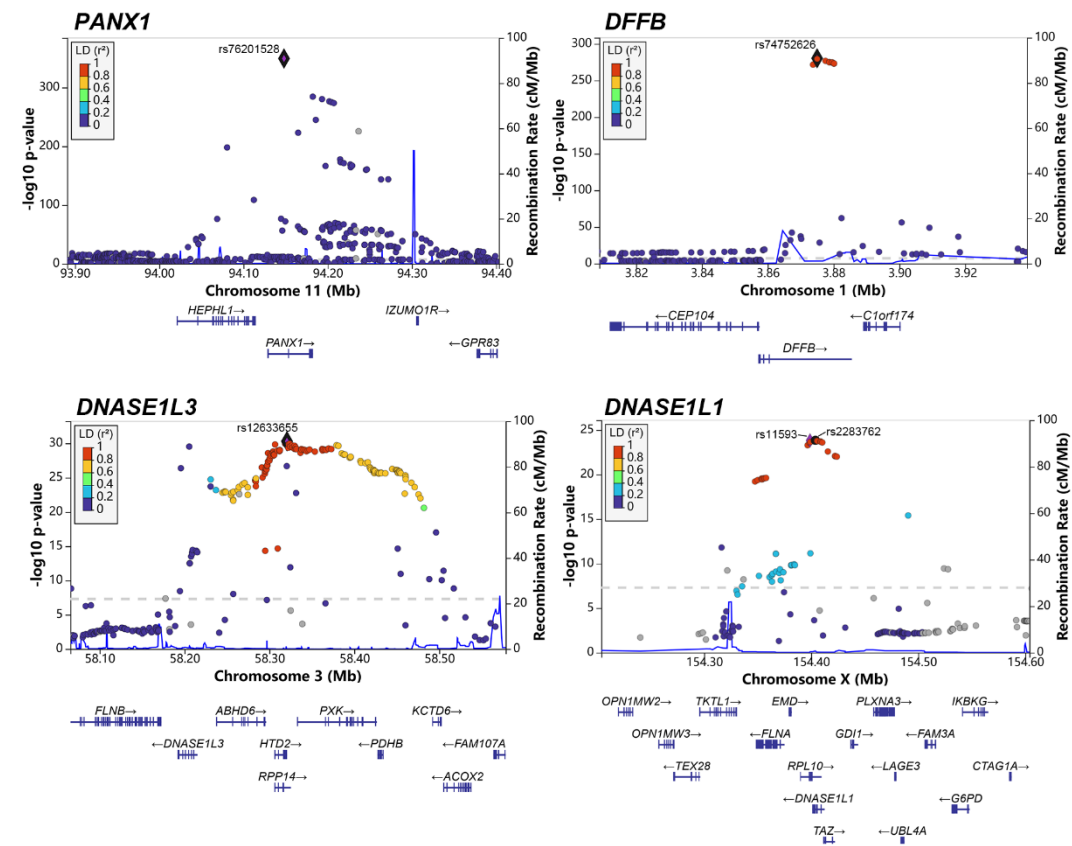 PANX1
rs76201528
LD (r²)
1
0.8
0.6
0.4
0.2
0
-log10 p-value
300
200
100
0
Recombination Rate (cM/Mb)
100
80
60
40
20
0
93.90 94.00 94.10 94.20 94.30 94.40
Chromosome 11 (Mb)
HEPHL1→ IZUMO1R→
PANX1→ ←GPR83
DFFB
rs74752626
LD (r²)
1
0.8
0.6
0.4
0.2
0
-log10 p-value
300
250
200
150
100
50
0
Recombination Rate (cM/Mb)
100
80
60
40
20
0
3.82 3.84 3.86 3.88 3.90 3.92
Chromosome 1 (Mb)
←CEP104 ←C1orf174
DFFB→
DNASE1L3
rs12633655
LD (r²)
1
0.8
0.6
0.4
0.2
0
-log10 p-value
30
25
20
15
10
5
0
Recombination Rate (cM/Mb)
100
80
60
40
20
0
58.10 58.20 58.30 58.40 58.50
Chromosome 3 (Mb)
FLNB→ ABHD6→ PXK→ KCTD6→
←DNASE1L3 HTD2→ ←PDHB ←FAM107A
RPP14→ ←ACOX2
DNASE1L1
rs11593 rs2283762
LD (r²)
1
0.8
0.6
0.4
0.2
0
-log10 p-value
25
20
15
10
5
0
Recombination Rate (cM/Mb)
100
80
60
40
20
0
154.30 154.40 154.50 154.60
Chromosome X (Mb)
OPN1MW2→ TKTL1→ EMD→ PLXNA3→ IKBKG→
OPN1MW3→ ←FLNA GDI1→ ←FAM3A
←TEX28 RPL10→ ←LAGE3 CTAG1A→
←DNASE1L1 ←G6PD
TAZ→ ←UBL4A